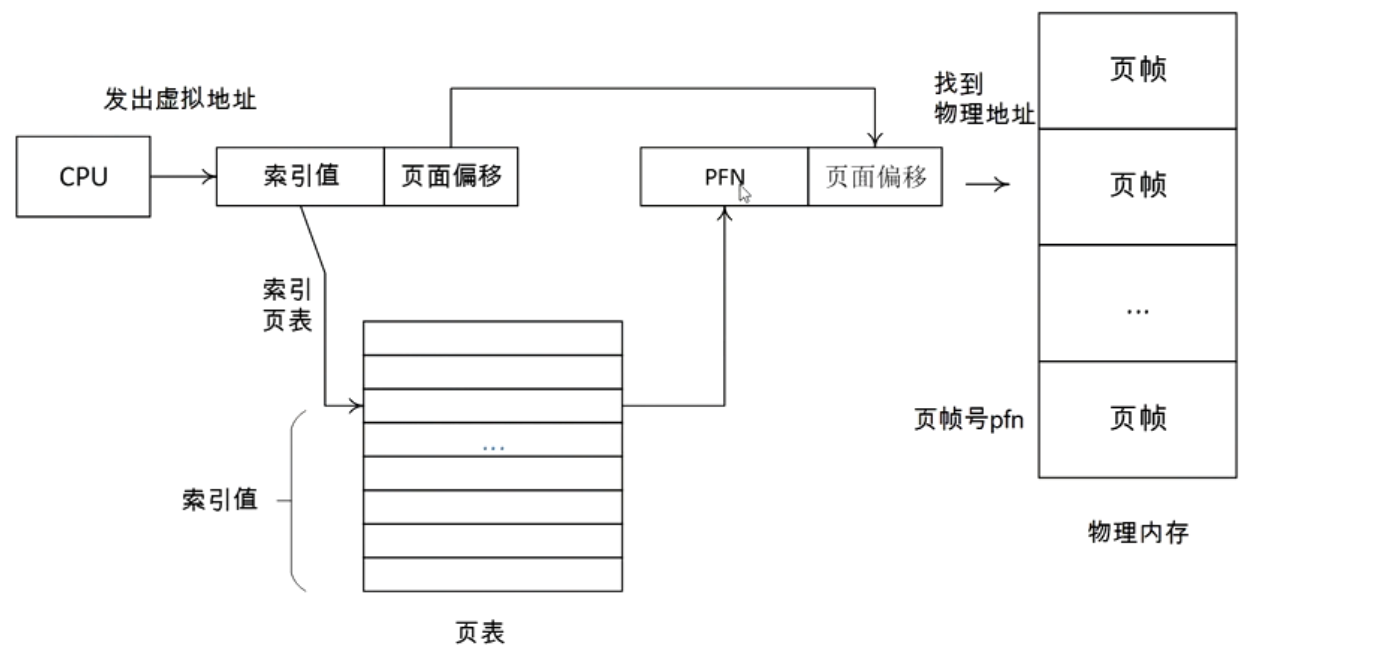 发出虚拟地址
CPU
索引值
页面偏移
PFN
页面偏移
找到
物理地址
页帧
页帧
...
页帧
索引
页表
...
索引值
页帧号pfn
物理内存
页表